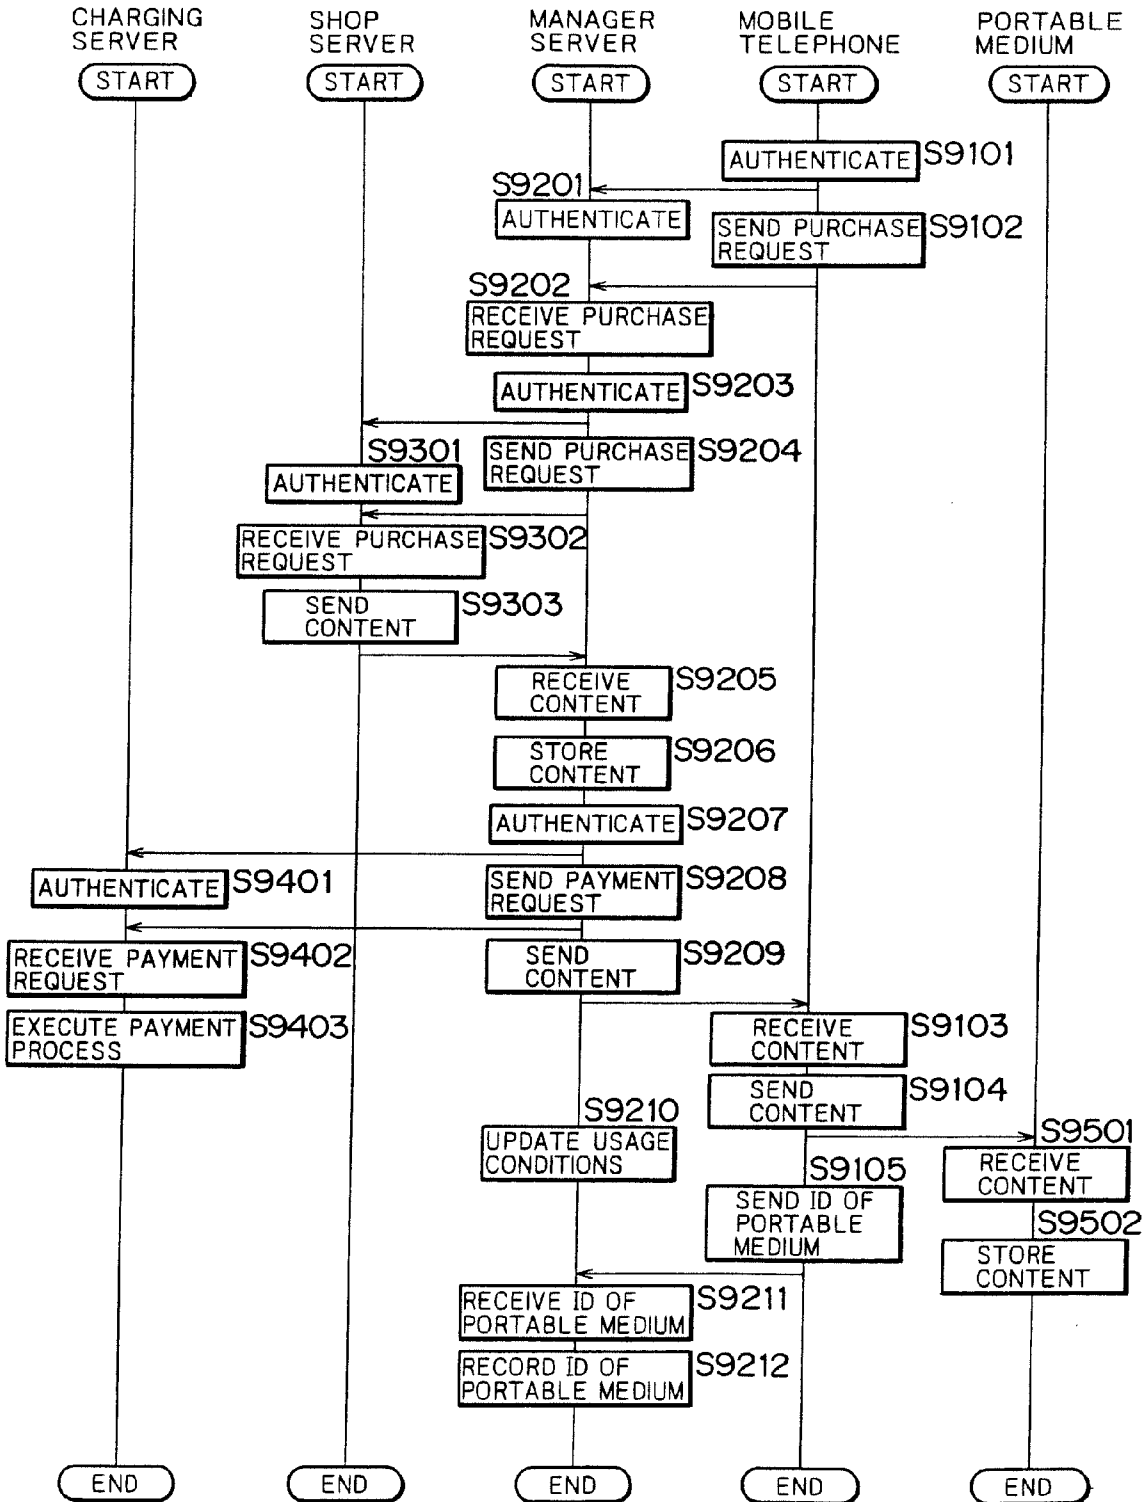 CHARGING
SERVER
SHOP
SERVER
MANAGER
SERVER
MOBILE
TELEPHONE
PORTABLE
MEDIUM
START
START
START
START
START
AUTHENTICATE
S9101
S9201
AUTHENTICATE
SEND PURCHASE
REQUEST
S9102
S9202
RECEIVE PURCHASE
REQUEST
AUTHENTICATE
S9203
S9301
AUTHENTICATE
SEND PURCHASE
REQUEST
S9204
RECEIVE PURCHASE
REQUEST
S9302
SEND
CONTENT
S9303
RECEIVE
CONTENT
S9205
STORE
CONTENT
S9206
AUTHENTICATE
S9207
AUTHENTICATE
S9401
SEND PAYMENT
REQUEST
S9208
RECEIVE PAYMENT
REQUEST
S9402
SEND
CONTENT
S9209
EXECUTE PAYMENT
PROCESS
S9403
RECEIVE
CONTENT
S9103
SEND
CONTENT
S9104
S9210
UPDATE USAGE
CONDITIONS
S9501
RECEIVE
CONTENT
S9105
SEND ID OF
PORTABLE
MEDIUM
S9502
STORE
CONTENT
RECEIVE ID OF
PORTABLE MEDIUM
S9211
RECORD ID OF
PORTABLE MEDIUM
S9212
END
END
END
END
END